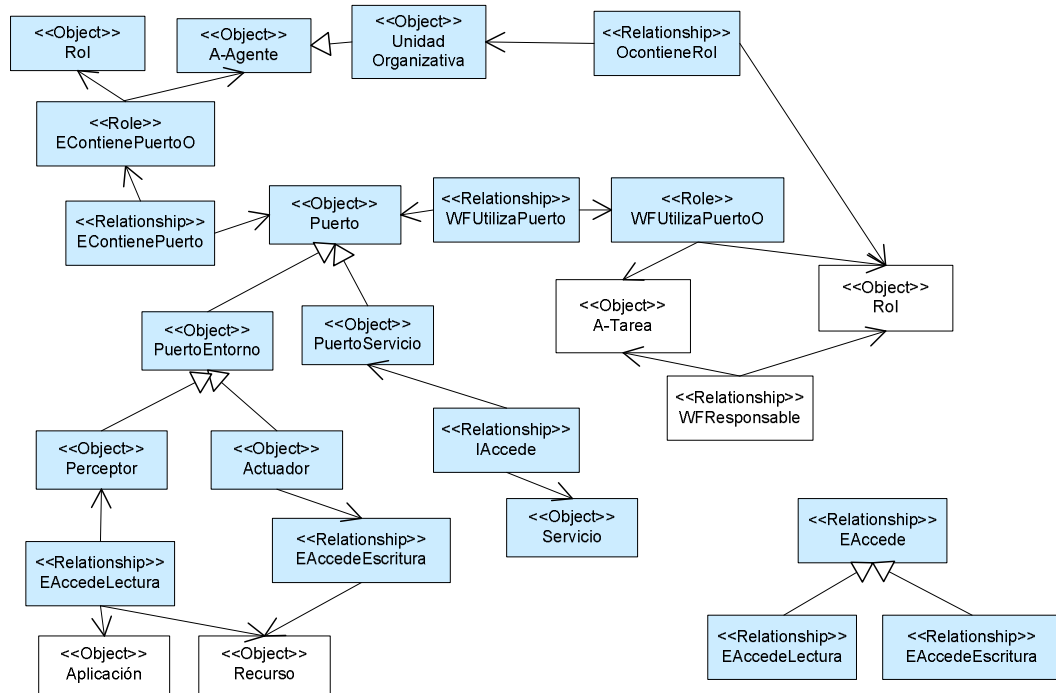 <<Object>>
Rol
<<Object>>
A-Agente
<<Object>>
Unidad
Organizativa
<<Relationship>>
OcontieneRol
<<Role>>
EContienePuertoO
<<Relationship>>
EContienePuerto
<<Object>>
Puerto
<<Relationship>>
WFUtilizaPuerto
<<Role>>
WFUtilizaPuertoO
<<Object>>
A-Tarea
<<Object>>
Rol
<<Object>>
PuertoEntorno
<<Object>>
PuertoServicio
<<Relationship>>
WFResponsable
<<Object>>
Perceptor
<<Object>>
Actuador
<<Relationship>>
IAccede
<<Object>>
Servicio
<<Relationship>>
EAccede
<<Relationship>>
EAccedeLectura
<<Relationship>>
EAccedeEscritura
<<Object>>
Aplicación
<<Object>>
Recurso
<<Relationship>>
EAccedeLectura
<<Relationship>>
EAccedeEscritura